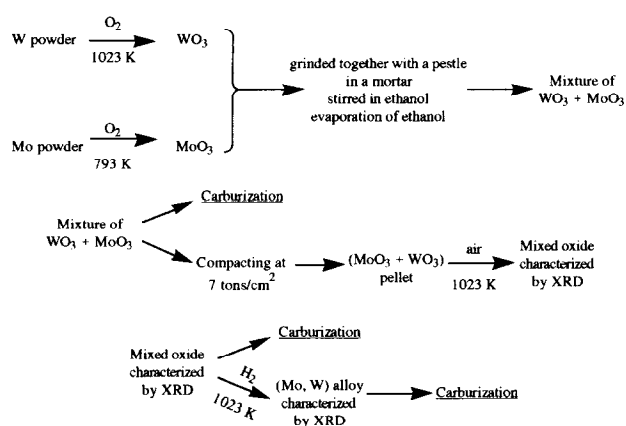 W powder
O2
1023 K
WO3
Mo powder
O2
793 K
MoO3
grinded together with a pestle
in a mortar
stirred in ethanol
evaporation of ethanol
Mixture of
WO3 + MoO3
Mixture of
WO3 + MoO3
Carburization
Compacting at
7 tons/cm2
(MoO3 + WO3)
pellet
air
1023 K
Mixed oxide
characterized
by XRD
Mixed oxide
characterized
by XRD
Carburization
H2
1023 K
(Mo, W) alloy
characterized
by XRD
Carburization